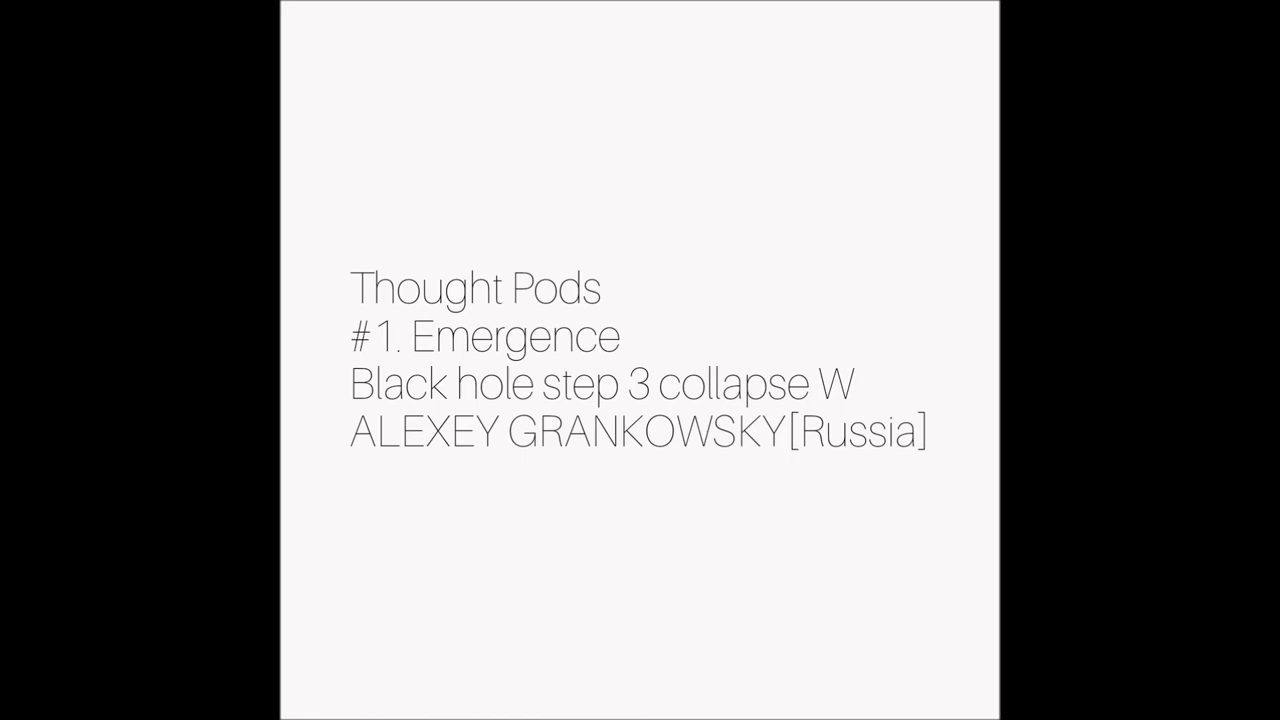 Thought Pods
#1. Emergence
Black hole step 3 collapse W
ALEXEY GRANKOWSKY[Russia]